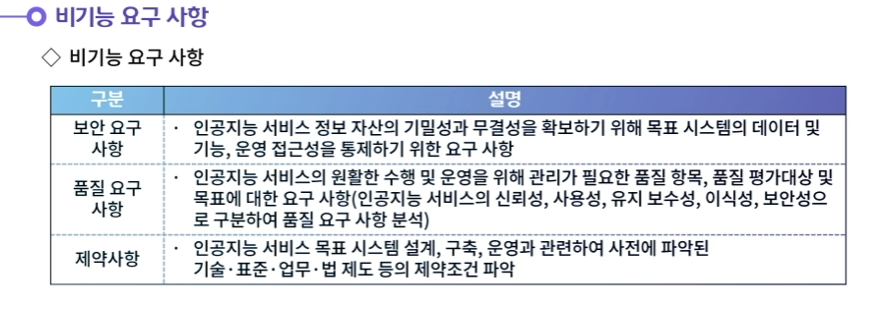 비기능 요구 사항
◇ 비기능 요구 사항
구분 설명
보안 요구 사항
· 인공지능 서비스 정보 자산의 기밀성과 무결성을 확보하기 위해 목표 시스템의 데이터 및
기능, 운영 접근성을 통제하기 위한 요구 사항
품질 요구 사항
· 인공지능 서비스의 원활한 수행 및 운영을 위해 관리가 필요한 품질 항목, 품질 평가대상 및
목표에 대한 요구 사항(인공지능 서비스의 신뢰성, 사용성, 유지 보수성, 이식성, 보안성으
로 구분하여 품질 요구 사항 분석)
제약사항
· 인공지능 서비스 목표 시스템 설계, 구축, 운영과 관련하여 사전에 파악된
기술·표준·업무·법 제도 등의 제약조건 파악